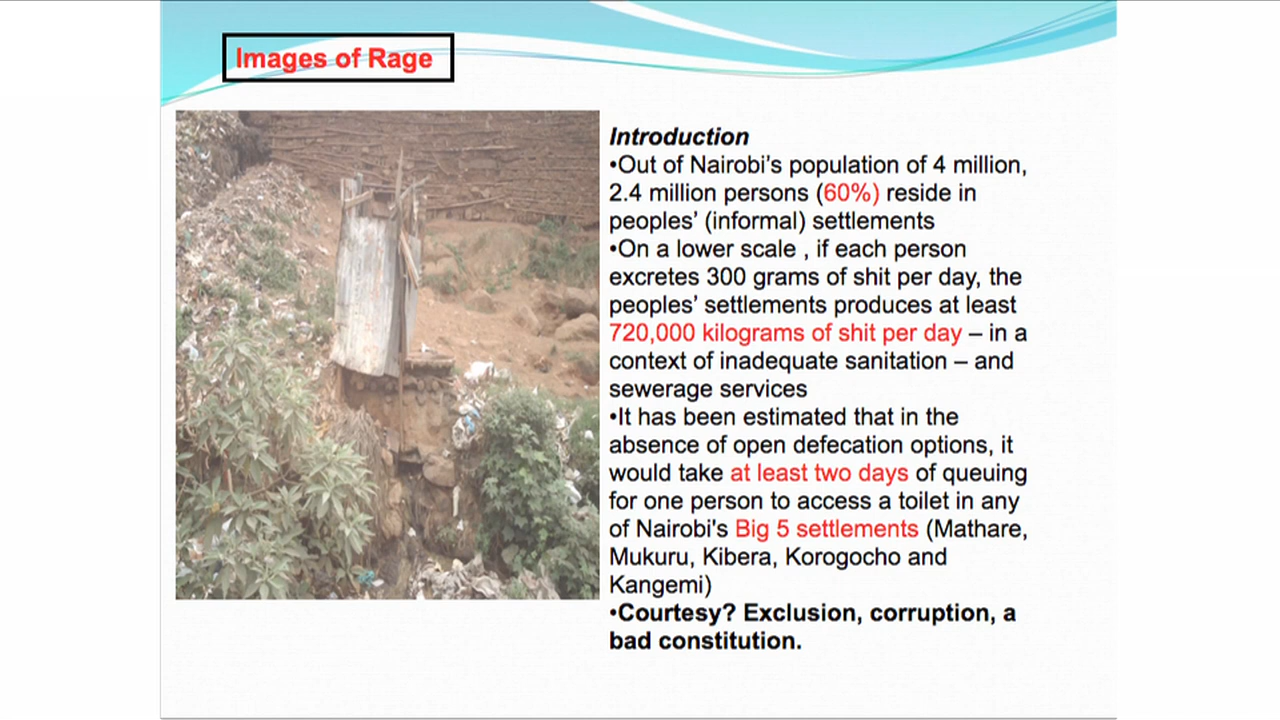 Images of Rage
Introduction
•Out of Nairobi's population of 4 million,
2.4 million persons (60%) reside in
peoples' (informal) settlements
•On a lower scale , if each person
excretes 300 grams of shit per day, the
peoples' settlements produces at least
720,000 kilograms of shit per day – in a
context of inadequate sanitation – and
sewerage services
•It has been estimated that in the
absence of open defecation options, it
would take at least two days of queuing
for one person to access a toilet in any
of Nairobi's Big 5 settlements (Mathare,
Mukuru, Kibera, Korogocho and
Kangemi)
•Courtesy? Exclusion, corruption, a
bad constitution.